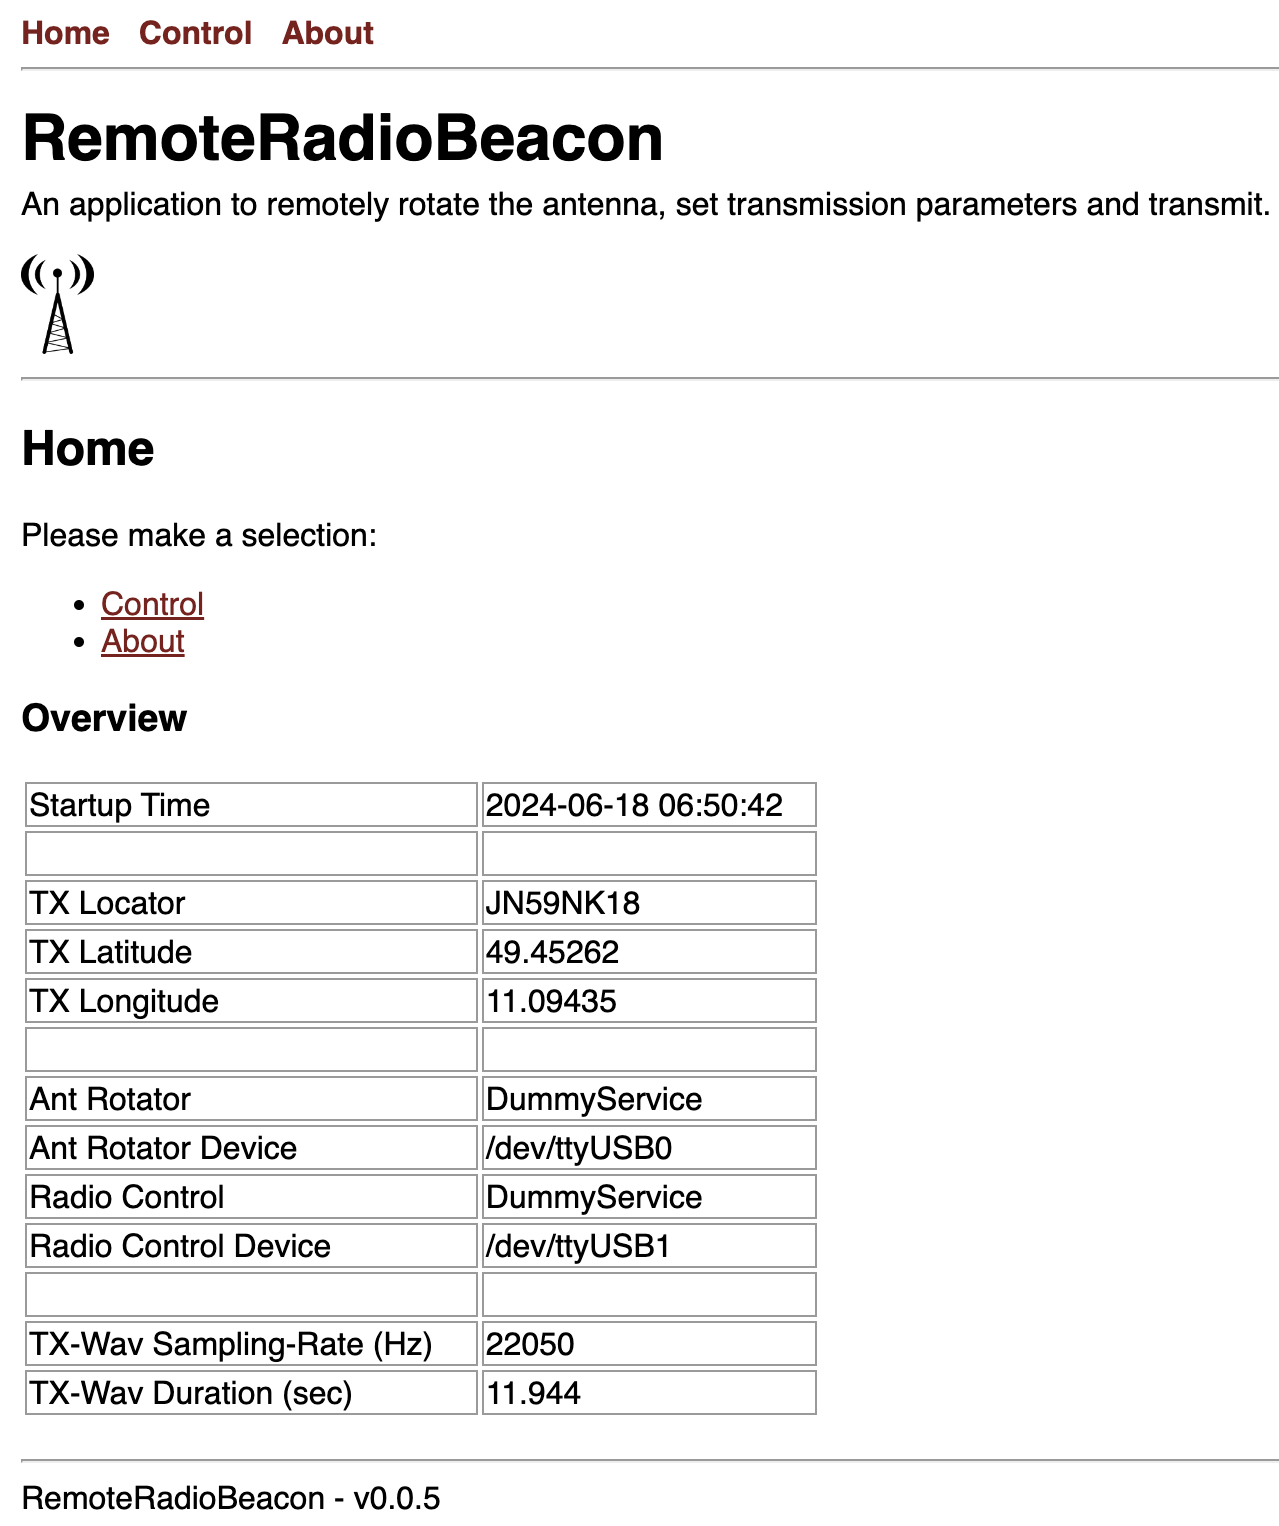 Home Control About
RemoteRadioBeacon
An application to remotely rotate the antenna, set transmission parameters and transmit.
Home
Please make a selection:
• Control
• About
Overview
Startup Time 2024-06-18 06:50:42
TX Locator JN59NK18
TX Latitude 49.45262
TX Longitude 11.09435
Ant Rotator DummyService
Ant Rotator Device /dev/ttyUSB0
Radio Control DummyService
Radio Control Device /dev/ttyUSB1
TX-Wav Sampling-Rate (Hz) 22050
TX-Wav Duration (sec) 11.944
RemoteRadioBeacon - v0.0.5